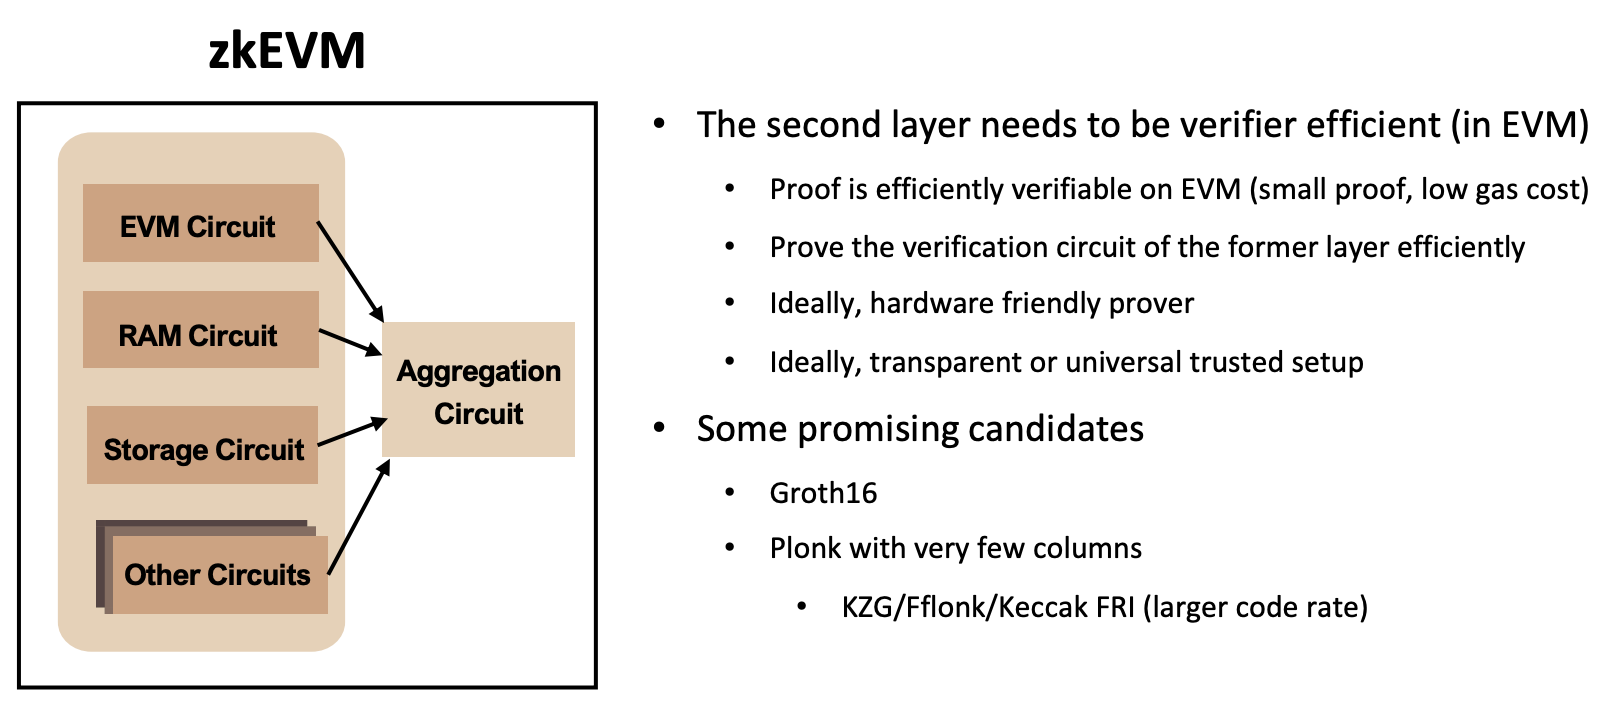 zkEVM
EVM Circuit
RAM Circuit
Storage Circuit
Other Circuits
Aggregation
Circuit
• The second layer needs to be verifier efficient (in EVM)
• Proof is efficiently verifiable on EVM (small proof, low gas cost)
• Prove the verification circuit of the former layer efficiently
• Ideally, hardware friendly prover
• Ideally, transparent or universal trusted setup
• Some promising candidates
• Groth16
• Plonk with very few columns
• KZG/Fflonk/Keccak FRI (larger code rate)